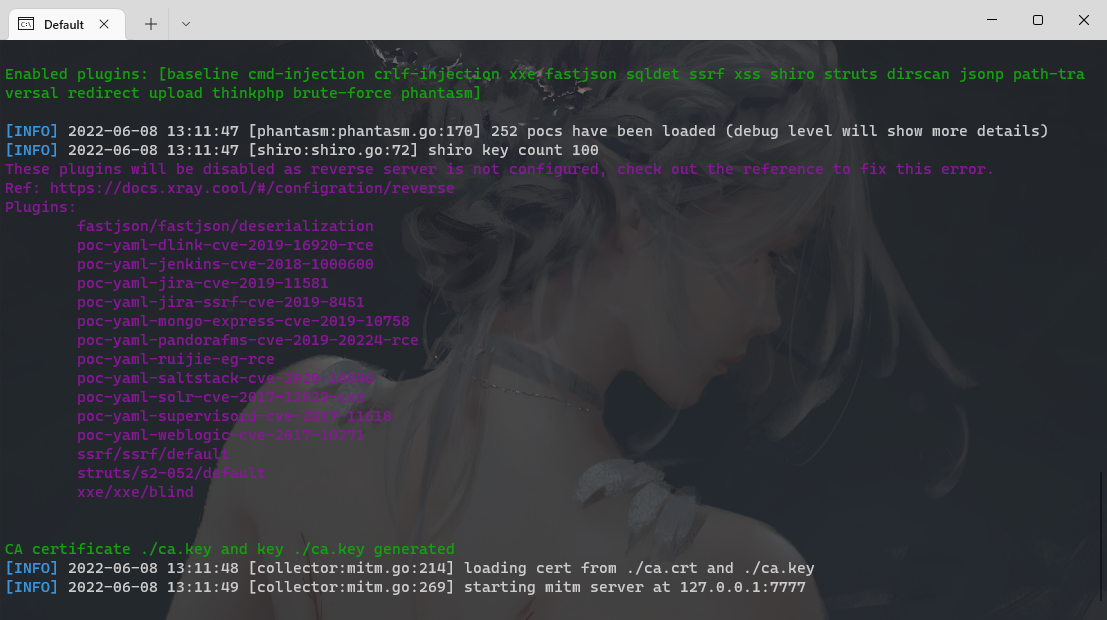 Default
Enabled plugins: [baseline cmd-injection crlf-injection xxe fastjson sqldet ssrf xss shiro struts dirscan jsonp path-tra
versal redirect upload thinkphp brute-force phantasm]
[INFO] 2022-06-08 13:11:47 [phantasm:phantasm.go:170] 252 pocs have been loaded (debug level will show more details)
[INFO] 2022-06-08 13:11:47 [shiro:shiro.go:72] shiro key count 100
These plugins will be disabled as reverse server is not configured, check out the reference to fix this error.
Ref: https://docs.xray.cool/#/configration/reverse
Plugins:
fastjson/fastjson/deserialization
poc-yaml-dlink-cve-2019-16920-rce
poc-yaml-jenkins-cve-2018-1000600
poc-yaml-jira-cve-2019-11581
poc-yaml-jira-ssrf-cve-2019-8451
poc-yaml-mongo-express-cve-2019-10758
poc-yaml-pandorafms-cve-2019-20224-rce
poc-yaml-ruijie-eg-rce
poc-yaml-saltstack-cve-2020-16846
poc-yaml-solr-cve-2017-12629-xxe
poc-yaml-supervisord-cve-2017-11610
poc-yaml-weblogic-cve-2017-10271
ssrf/ssrf/default
struts/s2-052/default
xxe/xxe/blind
CA certificate ./ca.key and key ./ca.key generated
[INFO] 2022-06-08 13:11:48 [collector:mitm.go:214] loading cert from ./ca.crt and ./ca.key
[INFO] 2022-06-08 13:11:49 [collector:mitm.go:269] starting mitm server at 127.0.0.1:7777